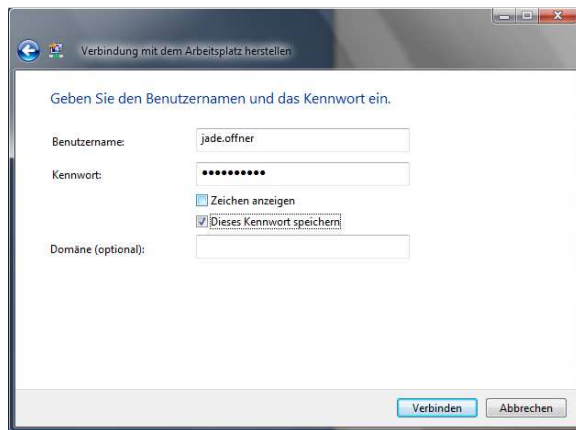 Verbindung mit dem Arbeitsplatz herstellen
Geben Sie den Benutzernamen und das Kennwort ein.
Benutzername: jade.offner
Kennwort: ●●●●●●●●●●
Zeichen anzeigen
Dieses Kennwort speichern
Domäne (optional):
Verbinden Abbrechen